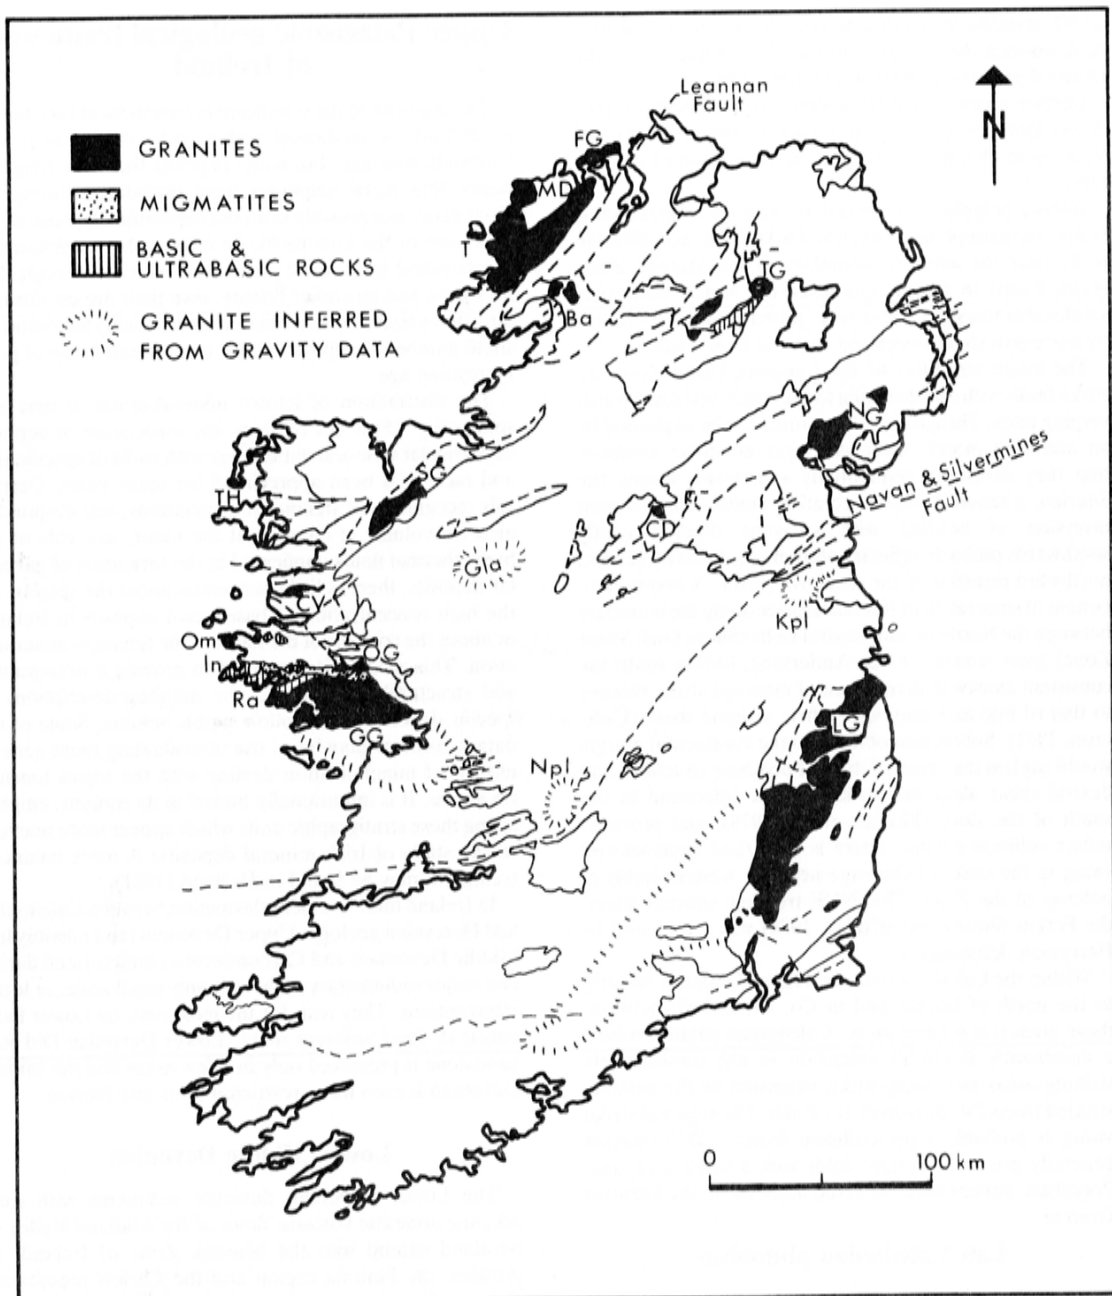 Leannan
Fault
N
FG
GRANITES
MD
MIGMATITES
T
BASIC &
ULTRABASIC ROCKS
TG
Ba
GRANITE INFERRED
FROM GRAVITY DATA
NG
SG
TH
Navan & Silvermines
Fault
CD
Gla
CV
Kpl
Om
OG
In
Ra
LG
GG
Npl
0
100 km